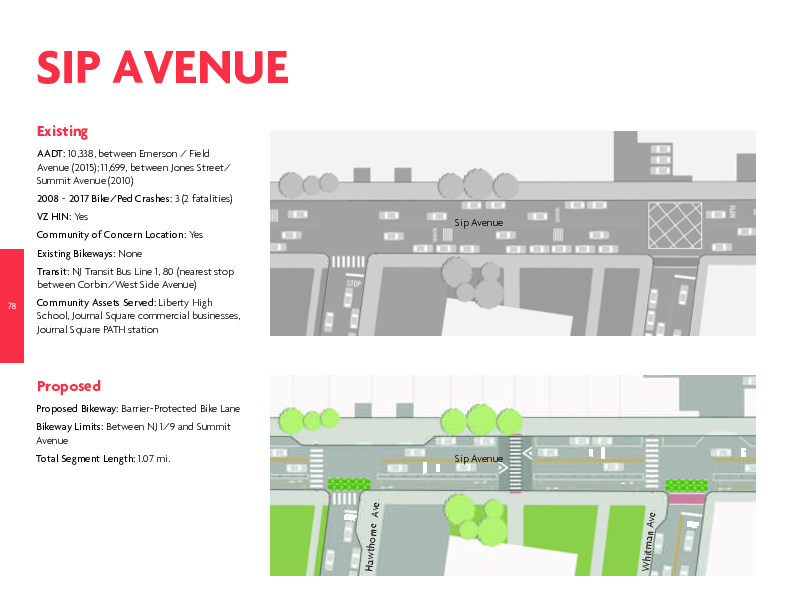 SIP AVENUE
Existing
AADT: 10,338, between Emerson / Field
Avenue (2015);11,699, between Jones Street/
Summit Avenue (2010)
2008 - 2017 Bike/Ped Crashes: 3 (2 fatalities)
VZ HIN: Yes
Community of Concern Location: Yes
Existing Bikeways: None
Transit: NJ Transit Bus Line 1, 80 (nearest stop
between Corbin/West Side Avenue)
Community Assets Served: Liberty High
School, Journal Square commercial businesses,
Journal Square PATH station
78
Sip Avenue
STOP
Proposed
Proposed Bikeway: Barrier-Protected Bike Lane
Bikeway Limits: Between NJ 1/9 and Summit
Avenue
Total Segment Length: 1.07 mi.
Sip Avenue
Hawthorne Ave.
Whitman Ave.